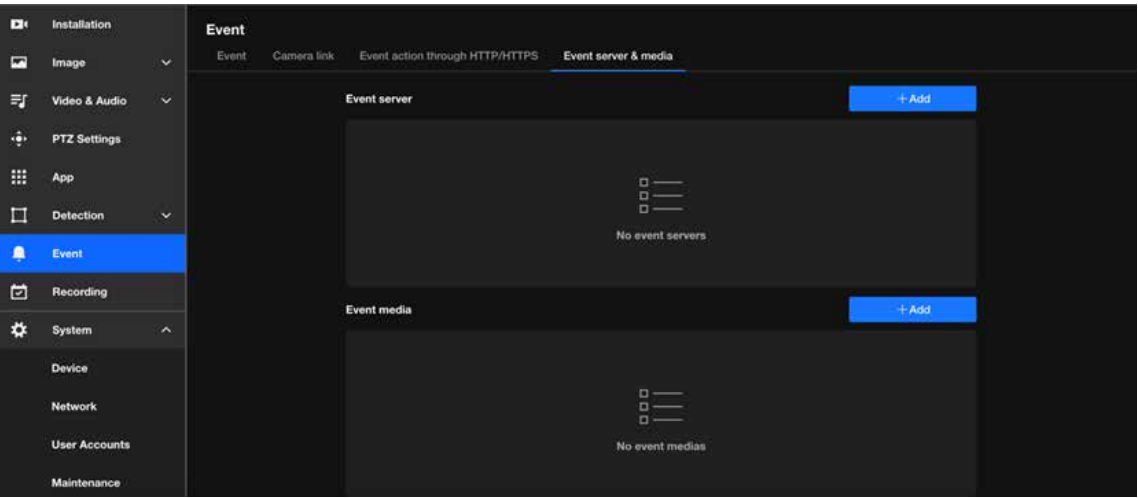 Installation
Image
Video & Audio
PTZ Settings
App
Detection
Event
Recording
System
Device
Network
User Accounts
Maintenance
Event
Event Camera link Event action through HTTP/HTTPS Event server & media
Event server +Add
No event servers
Event media +Add
No event medias